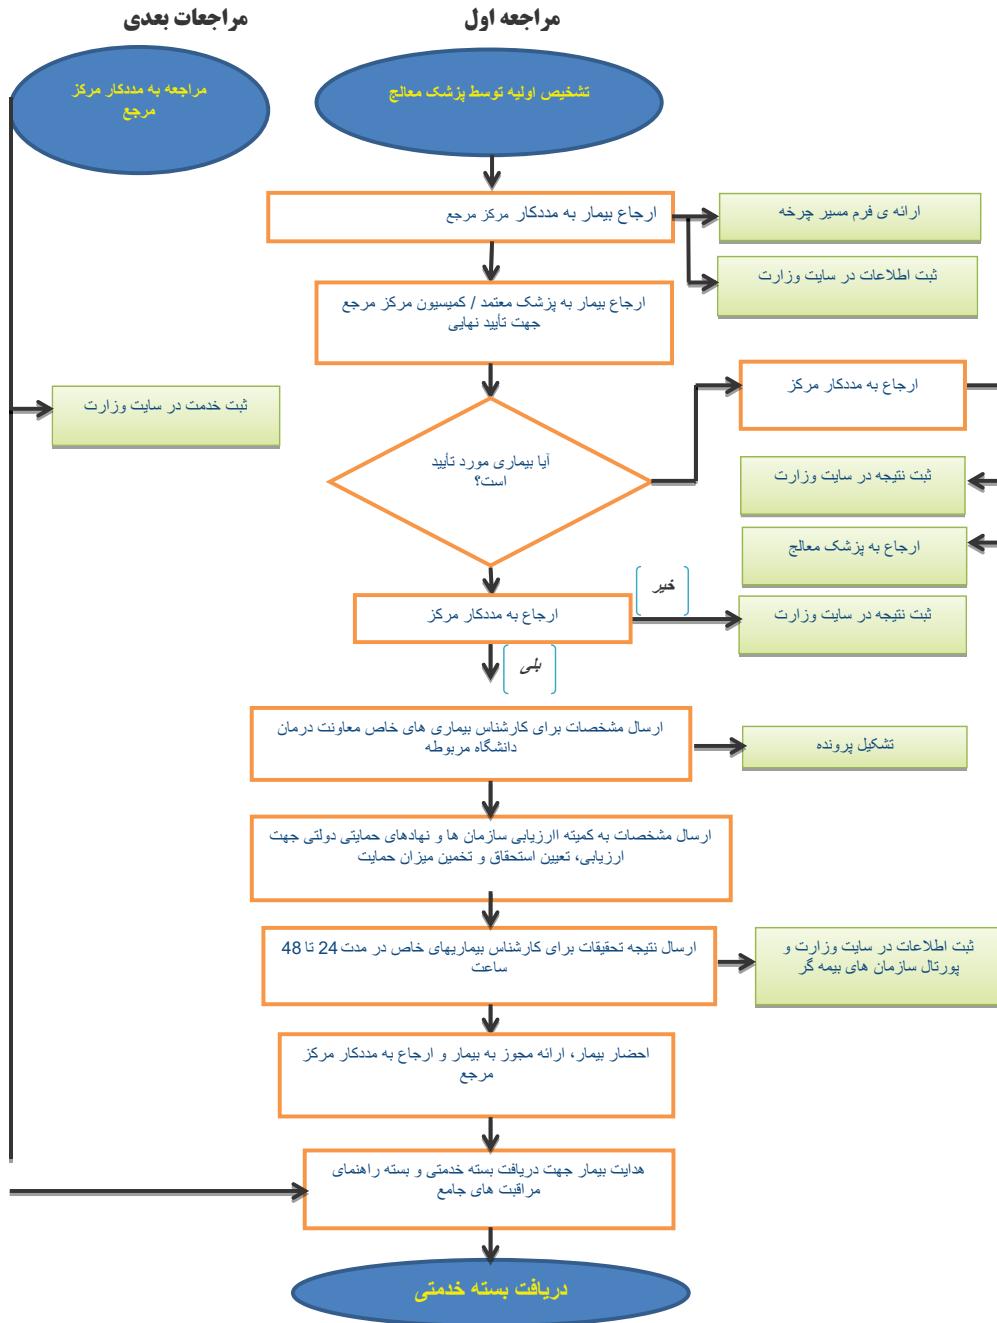 مراجعه اول
مراجعات بعدی
تشخیص اولیه توسط پزشک معالج
مراجعه به مددکار مرکز
مرجع
ارجاع بیمار به مددکار مرکز مرجع
ارائه ی فرم مسیر چرخه
ثبت اطلاعات در سایت وزارت
ارجاع بیمار به پزشک معتمد / کمیسیون مرکز مرجع
جهت تأیید نهایی
ارجاع به مددکار مرکز
ثبت خدمت در سایت وزارت
آیا بیماری مورد تأیید
است؟
ثبت نتیجه در سایت وزارت
ارجاع به پزشک معالج
خیر
ارجاع به مددکار مرکز
ثبت نتیجه در سایت وزارت
بلی
ارسال مشخصات برای کارشناس بیماری های خاص معاونت درمان
دانشگاه مربوطه
تشکیل پرونده
ارسال مشخصات به کمیته اارزیابی سازمان ها و نهادهای حمایتی دولتی جهت
ارزیابی، تعیین استحقاق و تخمین میزان حمایت
ارسال نتیجه تحقیقات برای کارشناس بیماریهای خاص در مدت 24 تا 48
ساعت
ثبت اطلاعات در سایت وزارت و
پورتال سازمان های بیمه گر
احضار بیمار، ارائه مجوز به بیمار و ارجاع به مددکار مرکز
مرجع
هدایت بیمار جهت دریافت بسته خدمتی و بسته راهنمای
مراقبت های جامع
دریافت بسته خدمتی